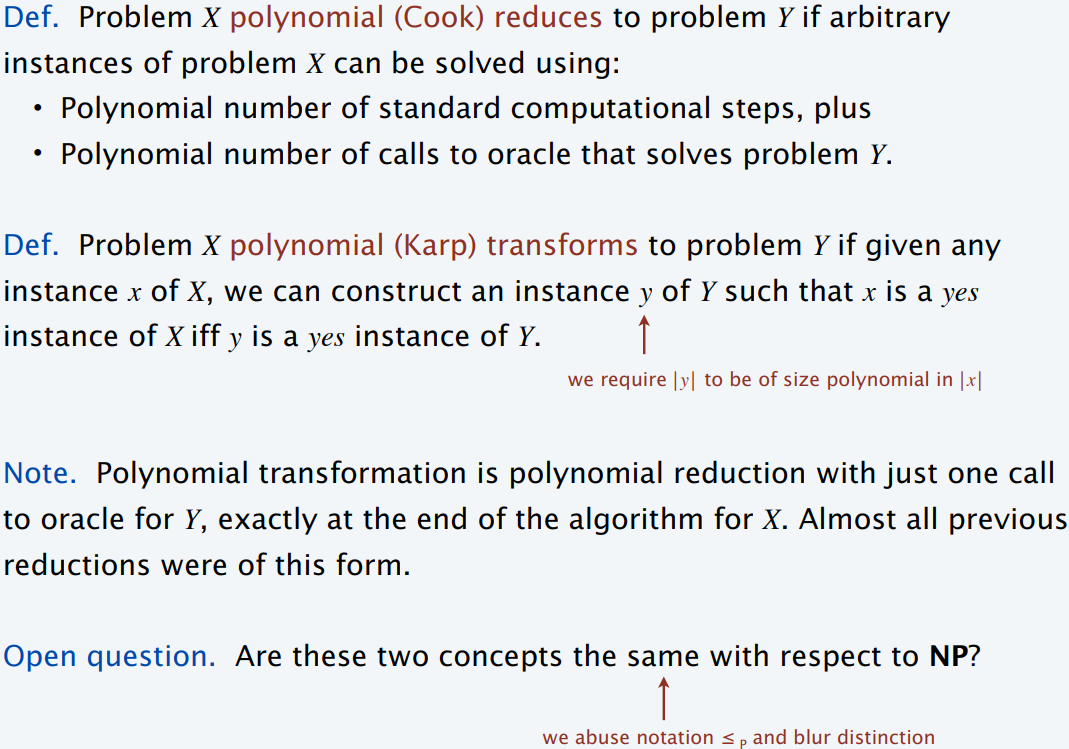 Def. Problem X polynomial (Cook) reduces to problem Y if arbitrary
instances of problem X can be solved using:
• Polynomial number of standard computational steps, plus
• Polynomial number of calls to oracle that solves problem Y.
Def. Problem X polynomial (Karp) transforms to problem Y if given any
instance x of X, we can construct an instance y of Y such that x is a yes
instance of X iff y is a yes instance of Y.
we require |y| to be of size polynomial in |x|
Note. Polynomial transformation is polynomial reduction with just one call
to oracle for Y, exactly at the end of the algorithm for X. Almost all previous
reductions were of this form.
Open question. Are these two concepts the same with respect to NP?
we abuse notation ≤ P and blur distinction